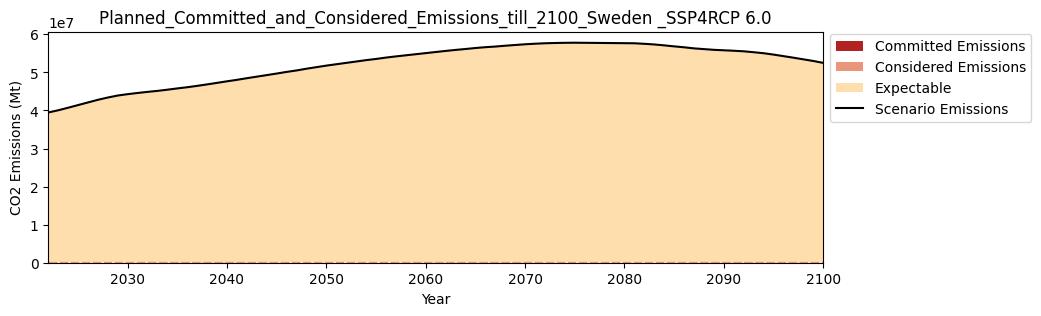 Planned_Committed_and_Considered_Emissions_till_2100_Sweden _SSP4RCP 6.0
1e7
6
5
4
3
2
1
0
CO2 Emissions (Mt)
2030 2040 2050 2060 2070 2080 2090 2100
Year
Committed Emissions
Considered Emissions
Expectable
Scenario Emissions